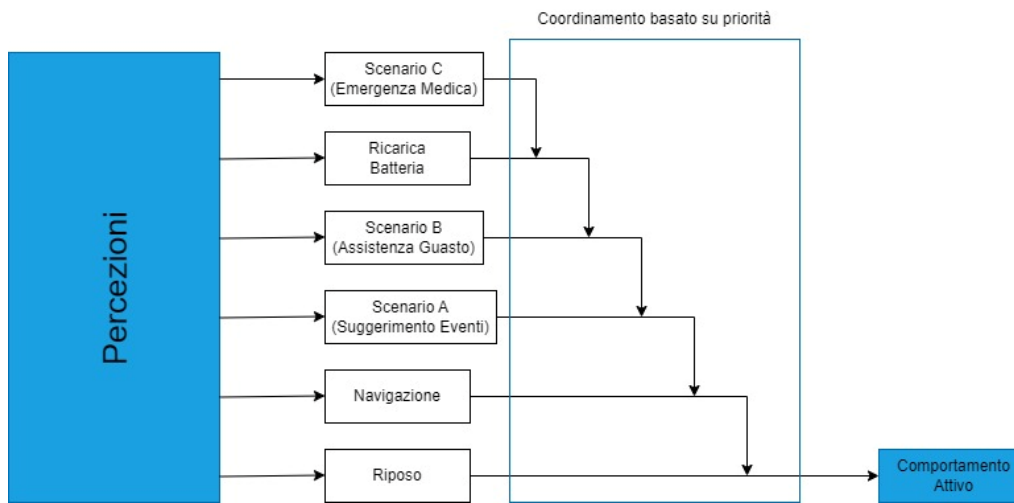 Coordinamento basato su priorità
Percezioni
Scenario C
(Emergenza Medica)
Ricarica
Batteria
Scenario B
(Assistenza Guasto)
Scenario A
(Suggerimento Eventi)
Navigazione
Riposo
Comportamento
Attivo